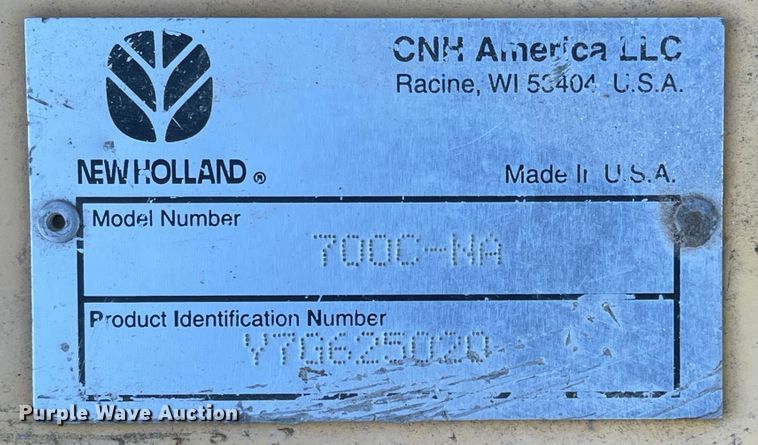 CNH America LLC
Racine, WI 53404 U.S.A.
NEW HOLLAND ®
Made In U.S.A.
Model Number
700C-NA
Product Identification Number
Y7G625020
Purple Wave Auction